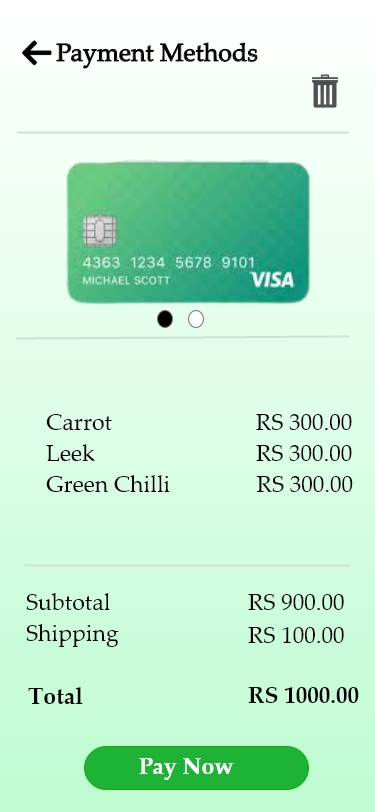 Payment Methods
4363 1234 5678 9101
MICHAEL SCOTT
VISA
Carrot RS 300.00
Leek RS 300.00
Green Chilli RS 300.00
Subtotal RS 900.00
Shipping RS 100.00
Total RS 1000.00
Pay Now